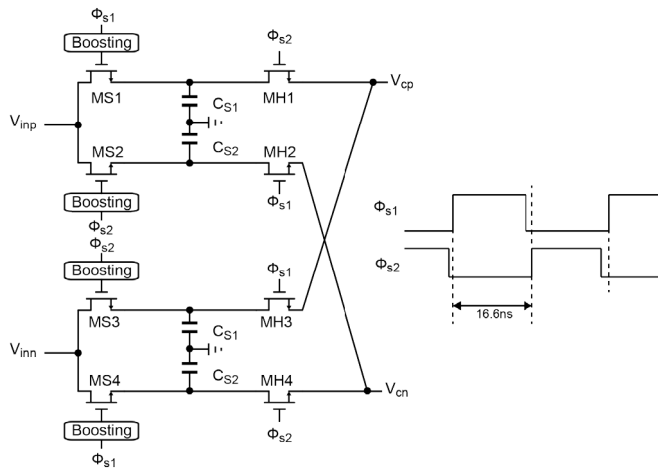 Φs1
Boosting
Φs2
MS1
MH1
Vcp
CS1
Vinp
CS2
MS2
MH2
Boosting
Φs1
Φs2
Φs2
Φs1
Φs2
Boosting
Φs1
16.6ns
MS3
MH3
CS1
Vinn
CS2
MS4
MH4
Vcn
Boosting
Φs2
Φs1